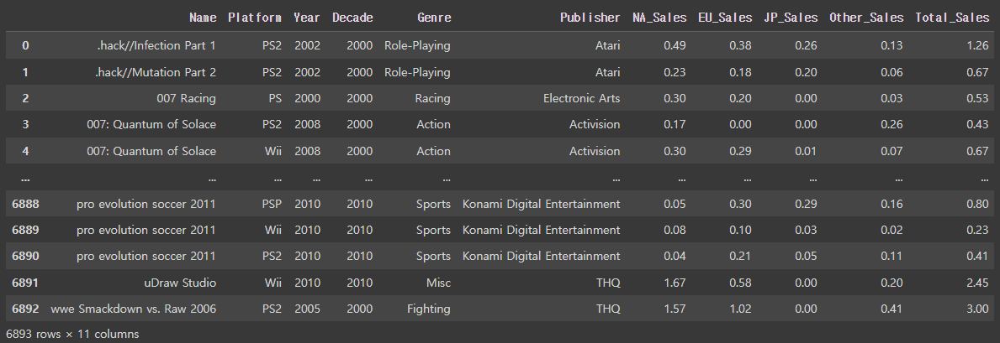 Name Platform Year Decade Genre Publisher NA_Sales EU_Sales JP_Sales Other_Sales Total_Sales
0 .hack//Infection Part 1 PS2 2002 2000 Role-Playing Atari 0.49 0.38 0.26 0.13 1.26
1 .hack//Mutation Part 2 PS2 2002 2000 Role-Playing Atari 0.23 0.18 0.20 0.06 0.67
2 007 Racing PS 2000 2000 Racing Electronic Arts 0.30 0.20 0.00 0.03 0.53
3 007: Quantum of Solace PS2 2008 2000 Action Activision 0.17 0.00 0.00 0.26 0.43
4 007: Quantum of Solace Wii 2008 2000 Action Activision 0.30 0.29 0.01 0.07 0.67
... ... ... ... ... ... ... ... ... ... ... ...
6888 pro evolution soccer 2011 PSP 2010 2010 Sports Konami Digital Entertainment 0.05 0.30 0.29 0.16 0.80
6889 pro evolution soccer 2011 Wii 2010 2010 Sports Konami Digital Entertainment 0.08 0.10 0.03 0.02 0.23
6890 pro evolution soccer 2011 PS2 2010 2010 Sports Konami Digital Entertainment 0.04 0.21 0.05 0.11 0.41
6891 uDraw Studio Wii 2010 2010 Misc THQ 1.67 0.58 0.00 0.20 2.45
6892 wwe Smackdown vs. Raw 2006 PS2 2005 2000 Fighting THQ 1.57 1.02 0.00 0.41 3.00
6893 rows × 11 columns